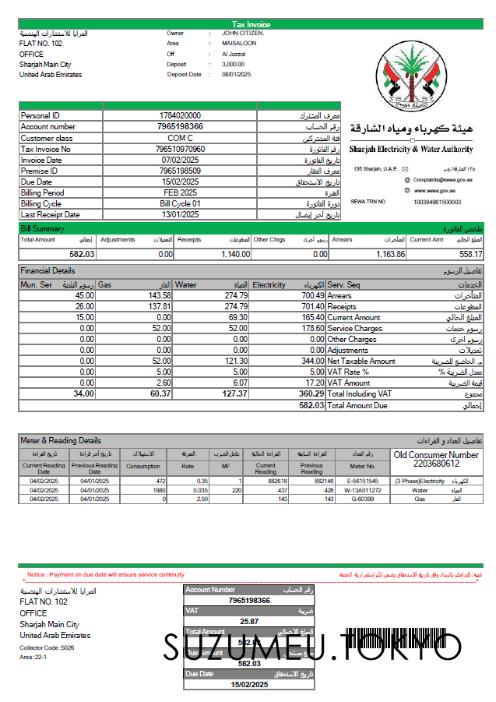 Tax Invoice
المرايا للاستشارات الهندسية
FLAT NO. 102
OFFICE
Sharjah Main City
United Arab Emirates
Owner : JOHN CITIZEN.
Area : MAISALOON
Off : Al Jazzat
Deposit : 3,000.00
Deposit Date : 08/01/2025
هيئة كهرباء ومياه الشارقة
Sharjah Electricity & Water Authority
135 Sharjah, U.A.E
@ Complaints@sewa.gov.ae
www.sewa.gov.ae
SEWA TRN NO 100394661500003
Personal ID 1784020000 معرف المشترك
Account number 7965198366 رقم الحساب
Customer class COM C فئة المشتركين
Tax Invoice No 796510970960 رقم الفاتورة
Invoice Date 07/02/2025 تاريخ الفاتورة
Premise ID 7965198509 معرف العقار
Due Date 15/02/2025 تاريخ الاستحقاق
Billing Period FEB 2025 الفترة
Billing Cycle Bill Cycle 01 دورة الفاتورة
Last Receipt Date 13/01/2025 تاريخ آخر إيصال
Bill Summary ملخص الفاتورة
Total Amount إجمالي Adjustments التعديلات Receipts المدفوعات Other Chrgs رسوم أخرى Arrears المتأخرات Current Amt المبلغ الحالي
582.03 0.00 1,140.00 0.00 1,163.86 558.17
Financial Details تفاصيل الرسوم
Mun. Ser رسوم البلدية Gas الغاز Water المياه Electricity الكهرباء Serv. Seq الخدمات
45.00 143.58 274.79 700.49 Arrears المتأخرات
26.00 137.81 274.79 701.40 Receipts المدفوعات
15.00 0.00 69.30 165.40 Current Amount المبلغ الحالي
0.00 52.00 52.00 178.60 Service Charges رسوم خدمات
0.00 0.00 0.00 0.00 Other Charges رسوم اخرى
0.00 0.00 0.00 0.00 Adjustments تعديلات
0.00 52.00 121.30 344.00 Net Taxable Amount م. الخاضع للضريبة
0.00 5.00 5.00 5.00 VAT Rate % معدل الضريبة %
0.00 2.60 6.07 17.20 VAT Amount قيمة الضريبة
34.00 60.37 127.37 360.29 Total Including VAT مجموع
582.03 Total Amount Due إجمالي
Meter & Reading Details تفاصيل العداد و القراءات
تاريخ القراءة تاريخ آخر قراءة الاستهلاك التعرفة عامل الضرب القراءة الحالية القراءة السابقة رقم العداد
Current Reading Date Previous Reading Date Consumption Rate MF Current Reading Previous Reading Meter No.
Old Consumer Number
2203680612
04/02/2025 04/01/2025 472 0.35 1 882618 882146 E-56151545 (3 Phase)Electricity الكهرباء
04/02/2025 04/01/2025 1980 0.035 220 437 428 W-13A011272 Water المياه
04/02/2025 04/01/2025 0 2.50 143 143 G-60399 Gas الغاز
Notice : Payment on due date will ensure service continuity
المرايا للاستشارات الهندسية
FLAT NO. 102
OFFICE
Sharjah Main City
United Arab Emirates
Collector Code :5026
Area :22-1
Account Number رقم الحساب
7965198366
VAT ضريبة
25.87
Total Amount المبلغ الاجمالي
582.03
Due Amount
582.03
Due Date تاريخ الاستحقاق
15/02/2025
SUZUMEU.TOKYO